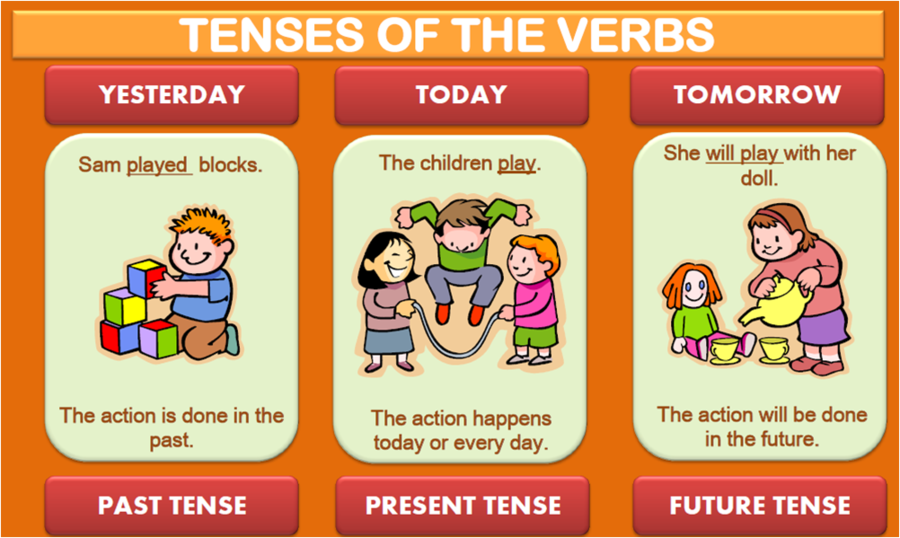 TENSES OF THE VERBS
YESTERDAY
TODAY
TOMORROW
Sam played blocks.
The children play.
She will play with her
doll.
The action is done in the
past.
The action happens
today or every day.
The action will be done
in the future.
PAST TENSE
PRESENT TENSE
FUTURE TENSE